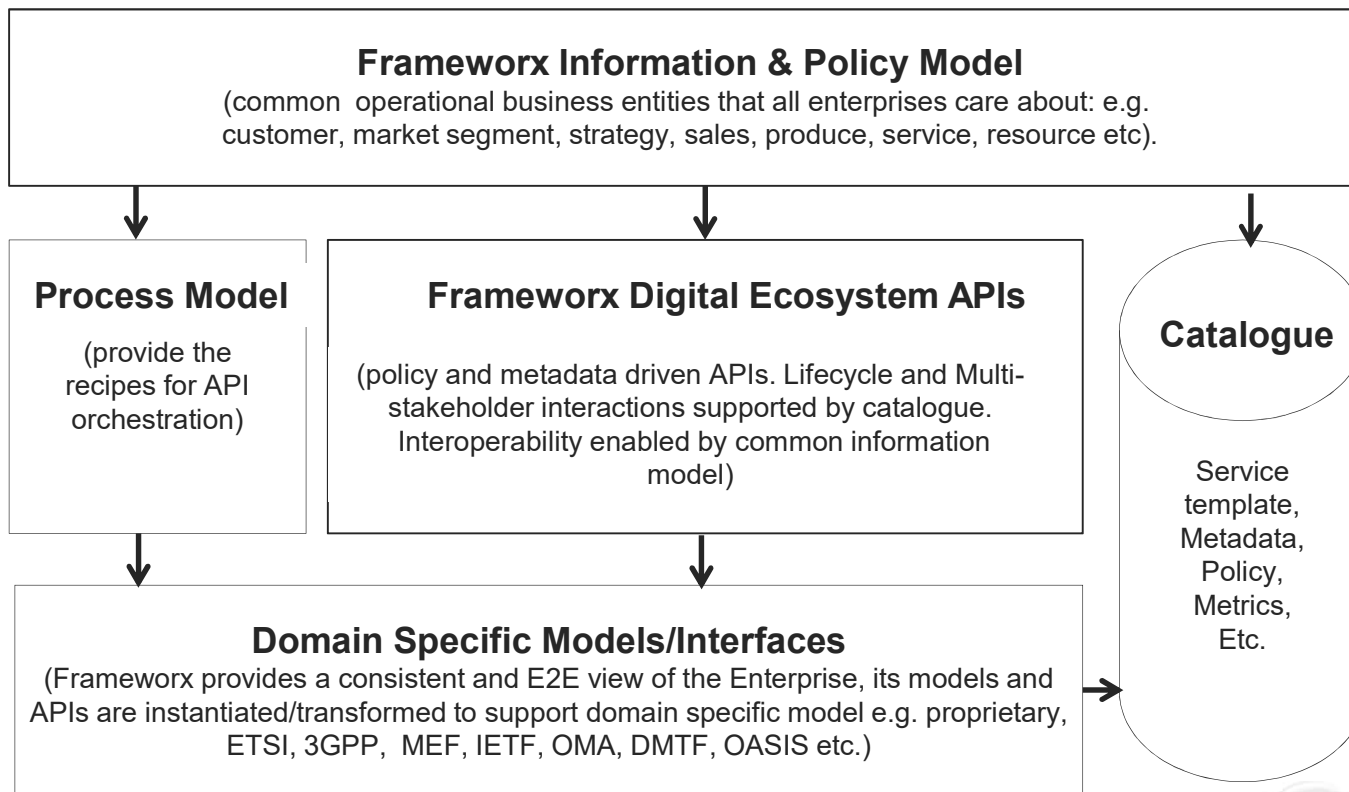 Frameworx Information & Policy Model
(common operational business entities that all enterprises care about: e.g.
customer, market segment, strategy, sales, produce, service, resource etc).
Process Model
(provide the
recipes for API
orchestration)
Frameworx Digital Ecosystem APIs
(policy and metadata driven APIs. Lifecycle and Multi-
stakeholder interactions supported by catalogue.
Interoperability enabled by common information
model)
Catalogue
Service
template,
Metadata,
Policy,
Metrics,
Etc.
Domain Specific Models/Interfaces
(Frameworx provides a consistent and E2E view of the Enterprise, its models and
APIs are instantiated/transformed to support domain specific model e.g. proprietary,
ETSI, 3GPP, MEF, IETF, OMA, DMTF, OASIS etc.)